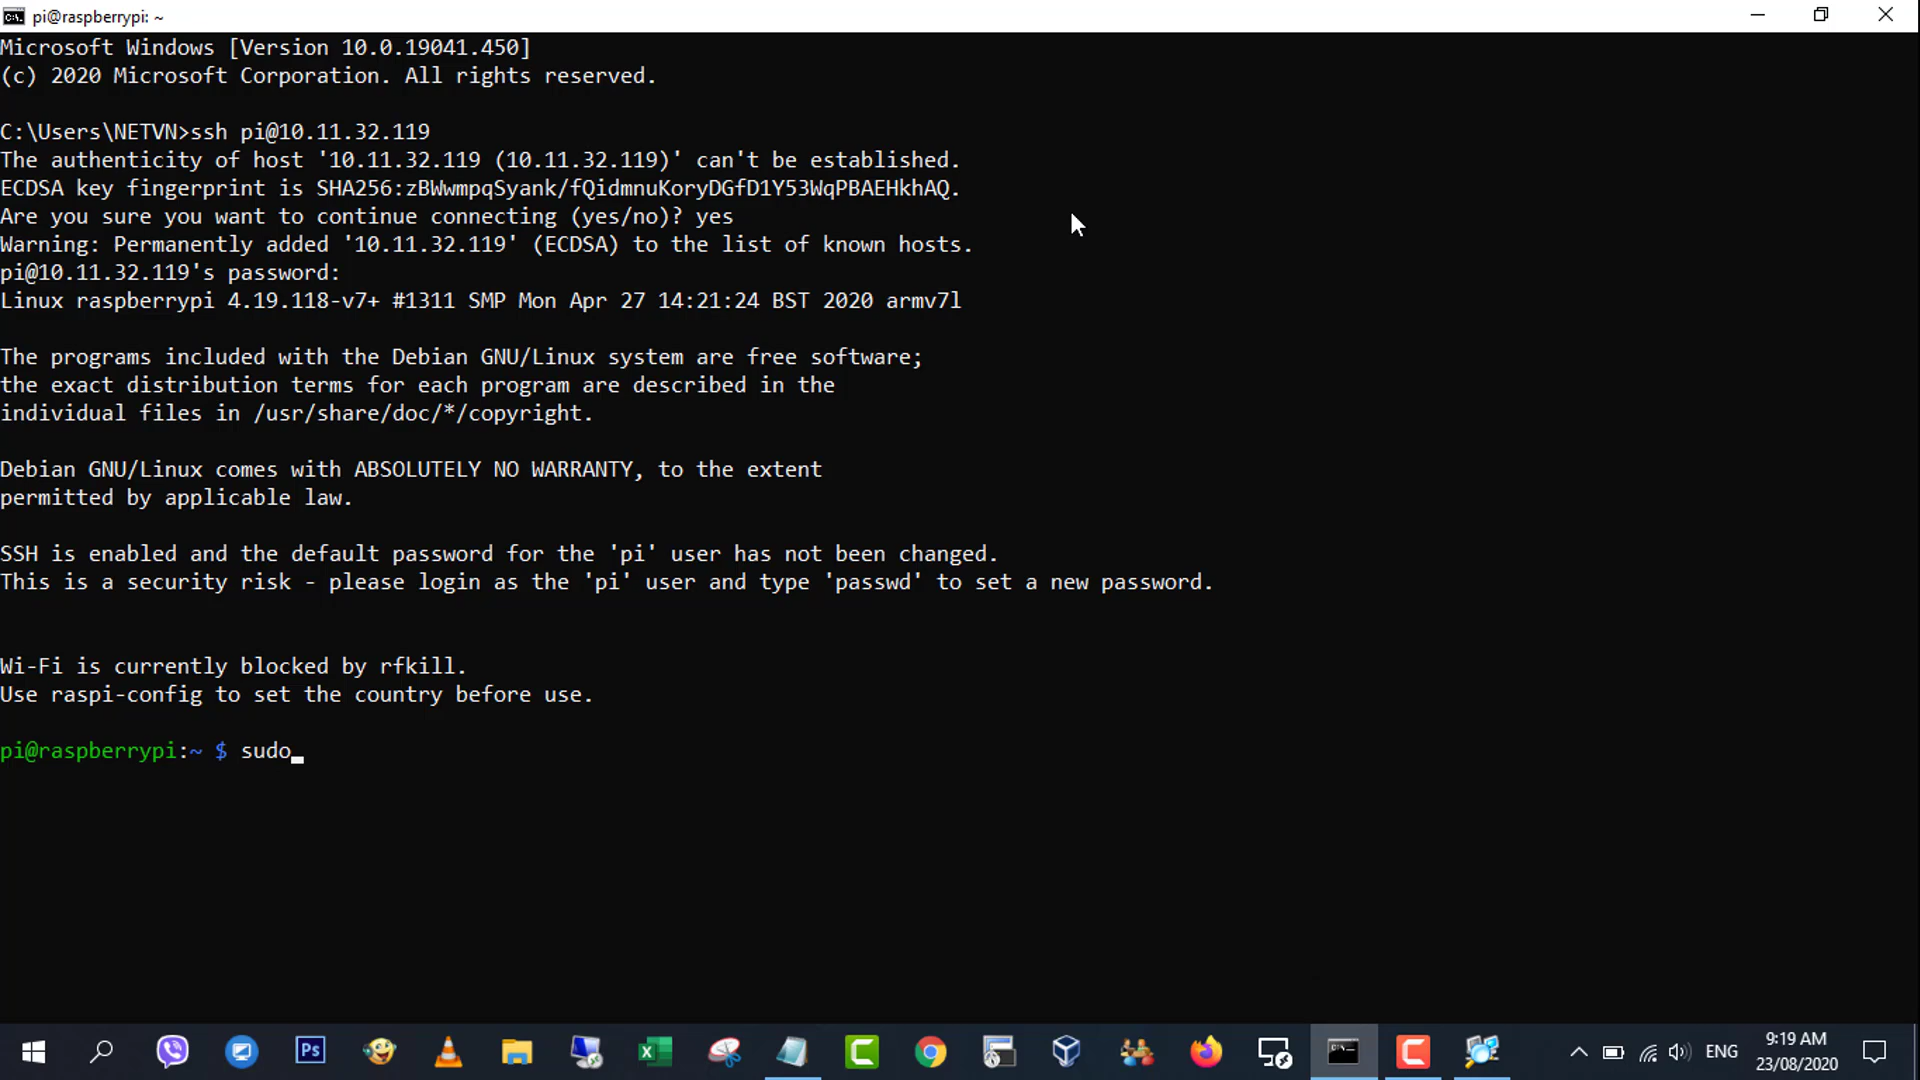 pi@raspberrypi: ~
Microsoft Windows [Version 10.0.19041.450]
(c) 2020 Microsoft Corporation. All rights reserved.
C:\Users\NETVN>ssh pi@10.11.32.119
The authenticity of host '10.11.32.119 (10.11.32.119)' can't be established.
ECDSA key fingerprint is SHA256:zBWwmpqSyank/fQidmnuKoryDGfD1Y53WqPBAEHkhAQ.
Are you sure you want to continue connecting (yes/no)? yes
Warning: Permanently added '10.11.32.119' (ECDSA) to the list of known hosts.
pi@10.11.32.119's password:
Linux raspberrypi 4.19.118-v7+ #1311 SMP Mon Apr 27 14:21:24 BST 2020 armv7l
The programs included with the Debian GNU/Linux system are free software;
the exact distribution terms for each program are described in the
individual files in /usr/share/doc/*/copyright.
Debian GNU/Linux comes with ABSOLUTELY NO WARRANTY, to the extent
permitted by applicable law.
SSH is enabled and the default password for the 'pi' user has not been changed.
This is a security risk - please login as the 'pi' user and type 'passwd' to set a new password.
Wi-Fi is currently blocked by rfkill.
Use raspi-config to set the country before use.
pi@raspberrypi:~ $ sudo
Ps
ENG
9:19 AM
23/08/2020